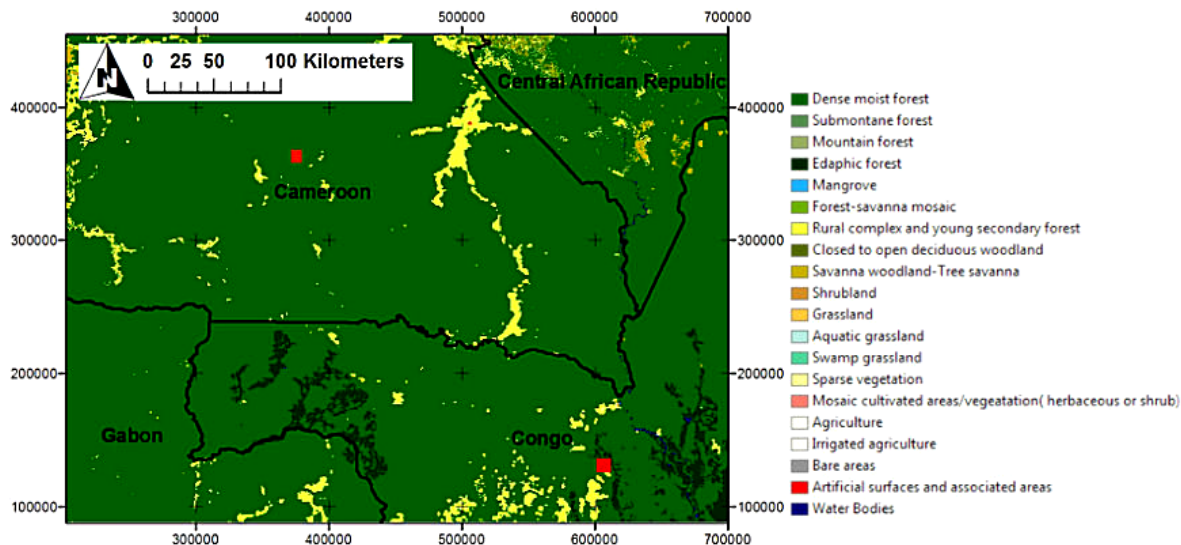 300000 400000 500000 600000 700000
0 25 50 100 Kilometers
N
Central African Republic
400000 400000
Cameroon
300000 300000
200000 200000
Gabon
Congo
100000 100000
300000 400000 500000 600000 700000
Dense moist forest
Submontane forest
Mountain forest
Edaphic forest
Mangrove
Forest-savanna mosaic
Rural complex and young secondary forest
Closed to open deciduous woodland
Savanna woodland-Tree savanna
Shrubland
Grassland
Aquatic grassland
Swamp grassland
Sparse vegetation
Mosaic cultivated areas/vegeatation( herbaceous or shrub)
Agriculture
Irrigated agriculture
Bare areas
Artificial surfaces and associated areas
Water Bodies